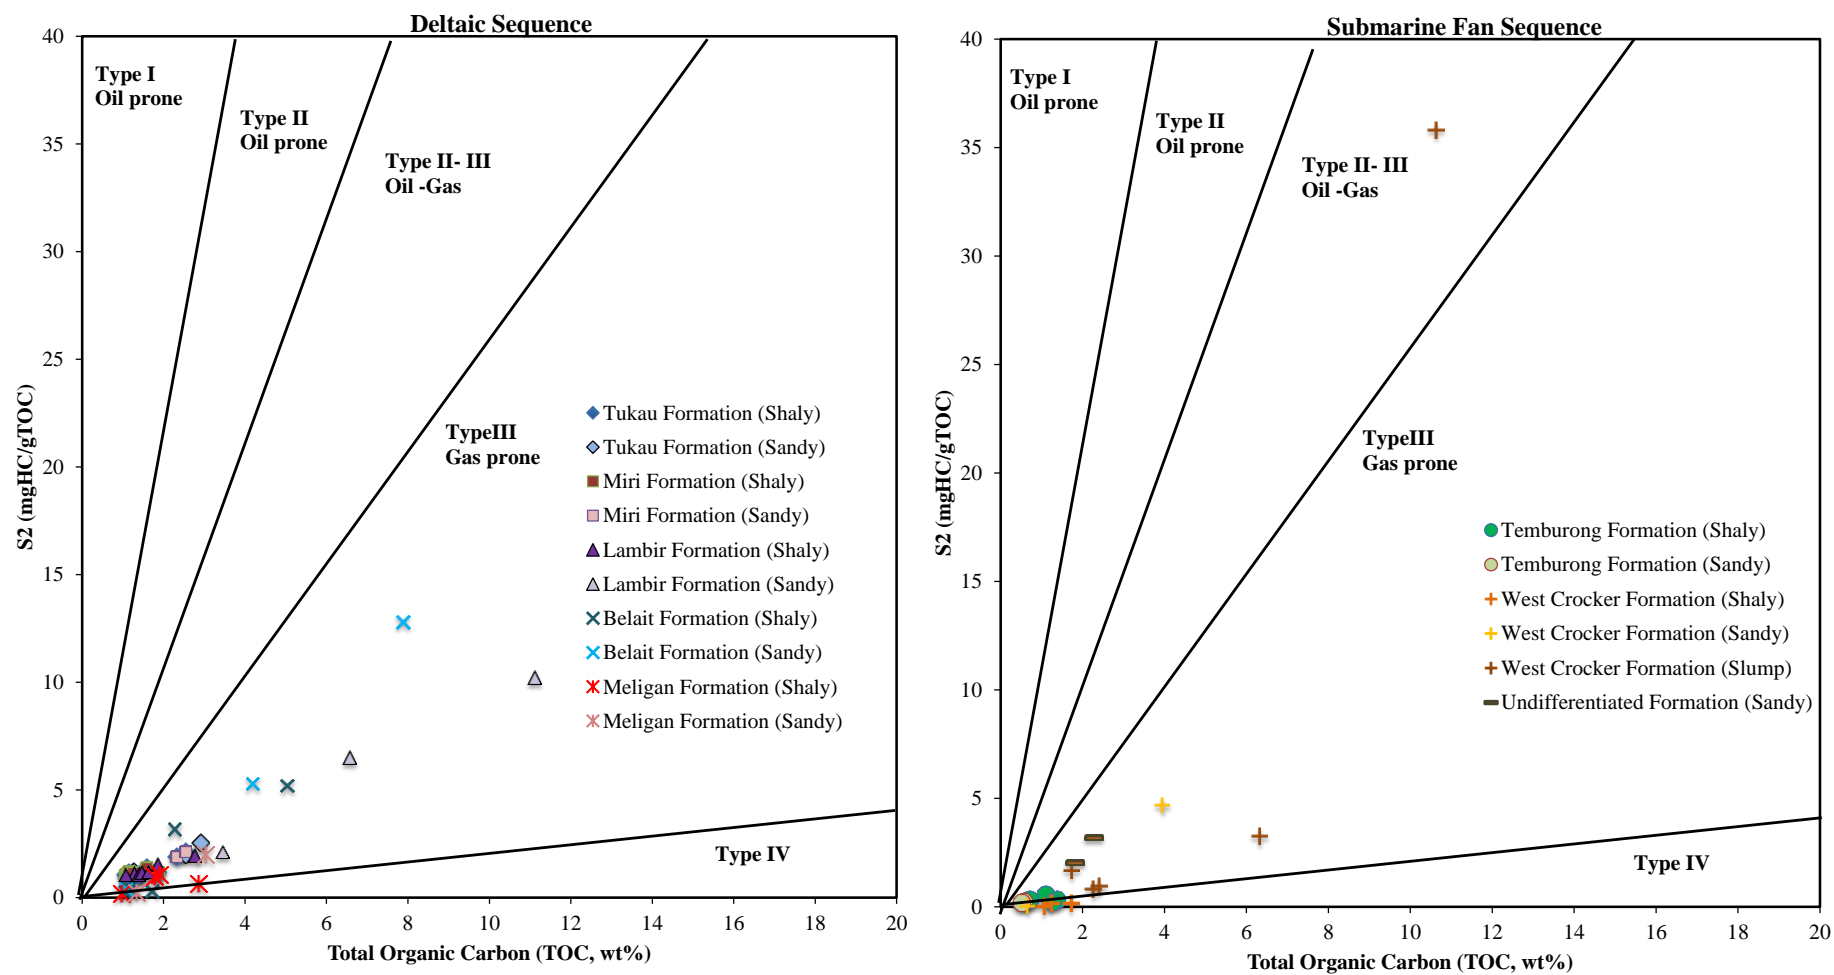 Deltaic Sequence
40
35
30
25
20
15
10
5
0
S2 (mgHC/gTOC)
Type I
Oil prone
Type II
Oil prone
Type II- III
Oil -Gas
TypeIII
Gas prone
Type IV
Tukau Formation (Shaly)
Tukau Formation (Sandy)
Miri Formation (Shaly)
Miri Formation (Sandy)
Lambir Formation (Shaly)
Lambir Formation (Sandy)
Belait Formation (Shaly)
Belait Formation (Sandy)
Meligan Formation (Shaly)
Meligan Formation (Sandy)
0 2 4 6 8 10 12 14 16 18 20
Total Organic Carbon (TOC, wt%)
Submarine Fan Sequence
40
35
30
25
20
15
10
5
0
S2 (mgHC/gTOC)
Type I
Oil prone
Type II
Oil prone
Type II- III
Oil -Gas
TypeIII
Gas prone
Type IV
Temburong Formation (Shaly)
Temburong Formation (Sandy)
West Crocker Formation (Shaly)
West Crocker Formation (Sandy)
West Crocker Formation (Slump)
Undifferentiated Formation (Sandy)
0 2 4 6 8 10 12 14 16 18 20
Total Organic Carbon (TOC, wt%)